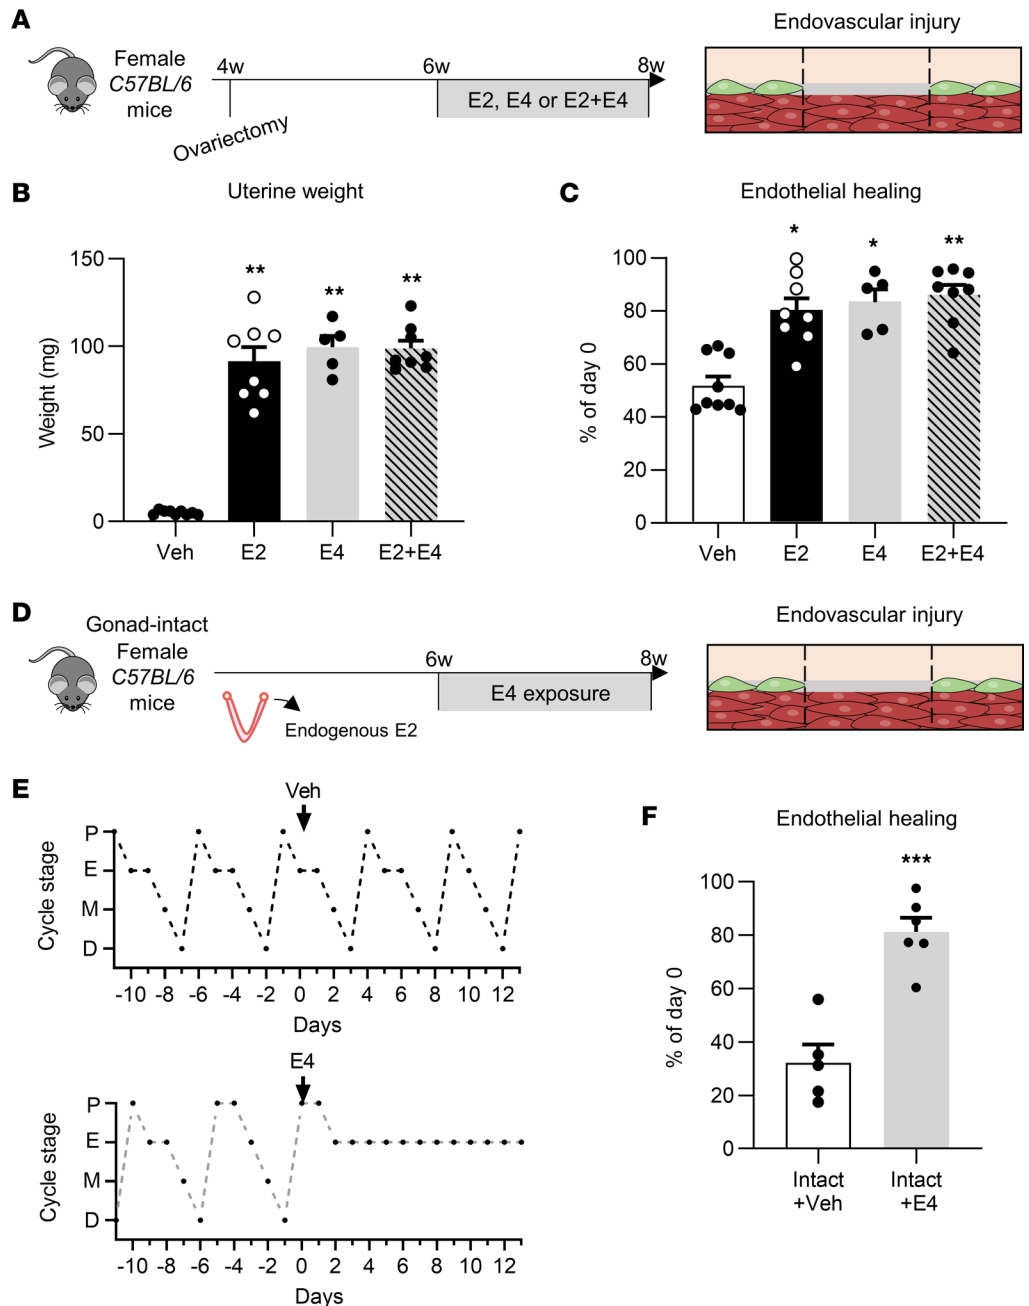 A
Female
C57BL/6
mice
4w
6w
8w
E2, E4 or E2+E4
Ovariectomy
Endovascular injury
B
Uterine weight
Weight (mg)
150
100
50
0
**
**
**
Veh
E2
E4
E2+E4
C
Endothelial healing
% of day 0
100
80
60
40
20
0
*
*
**
Veh
E2
E4
E2+E4
D
Gonad-intact
Female
C57BL/6
mice
6w
8w
E4 exposure
Endogenous E2
Endovascular injury
E
Veh
Cycle stage
P
E
M
D
-10 -8 -6 -4 -2 0 2 4 6 8 10 12
Days
E4
Cycle stage
P
E
M
D
-10 -8 -6 -4 -2 0 2 4 6 8 10 12
Days
F
Endothelial healing
% of day 0
100
80
60
40
20
0
***
Intact
+Veh
Intact
+E4